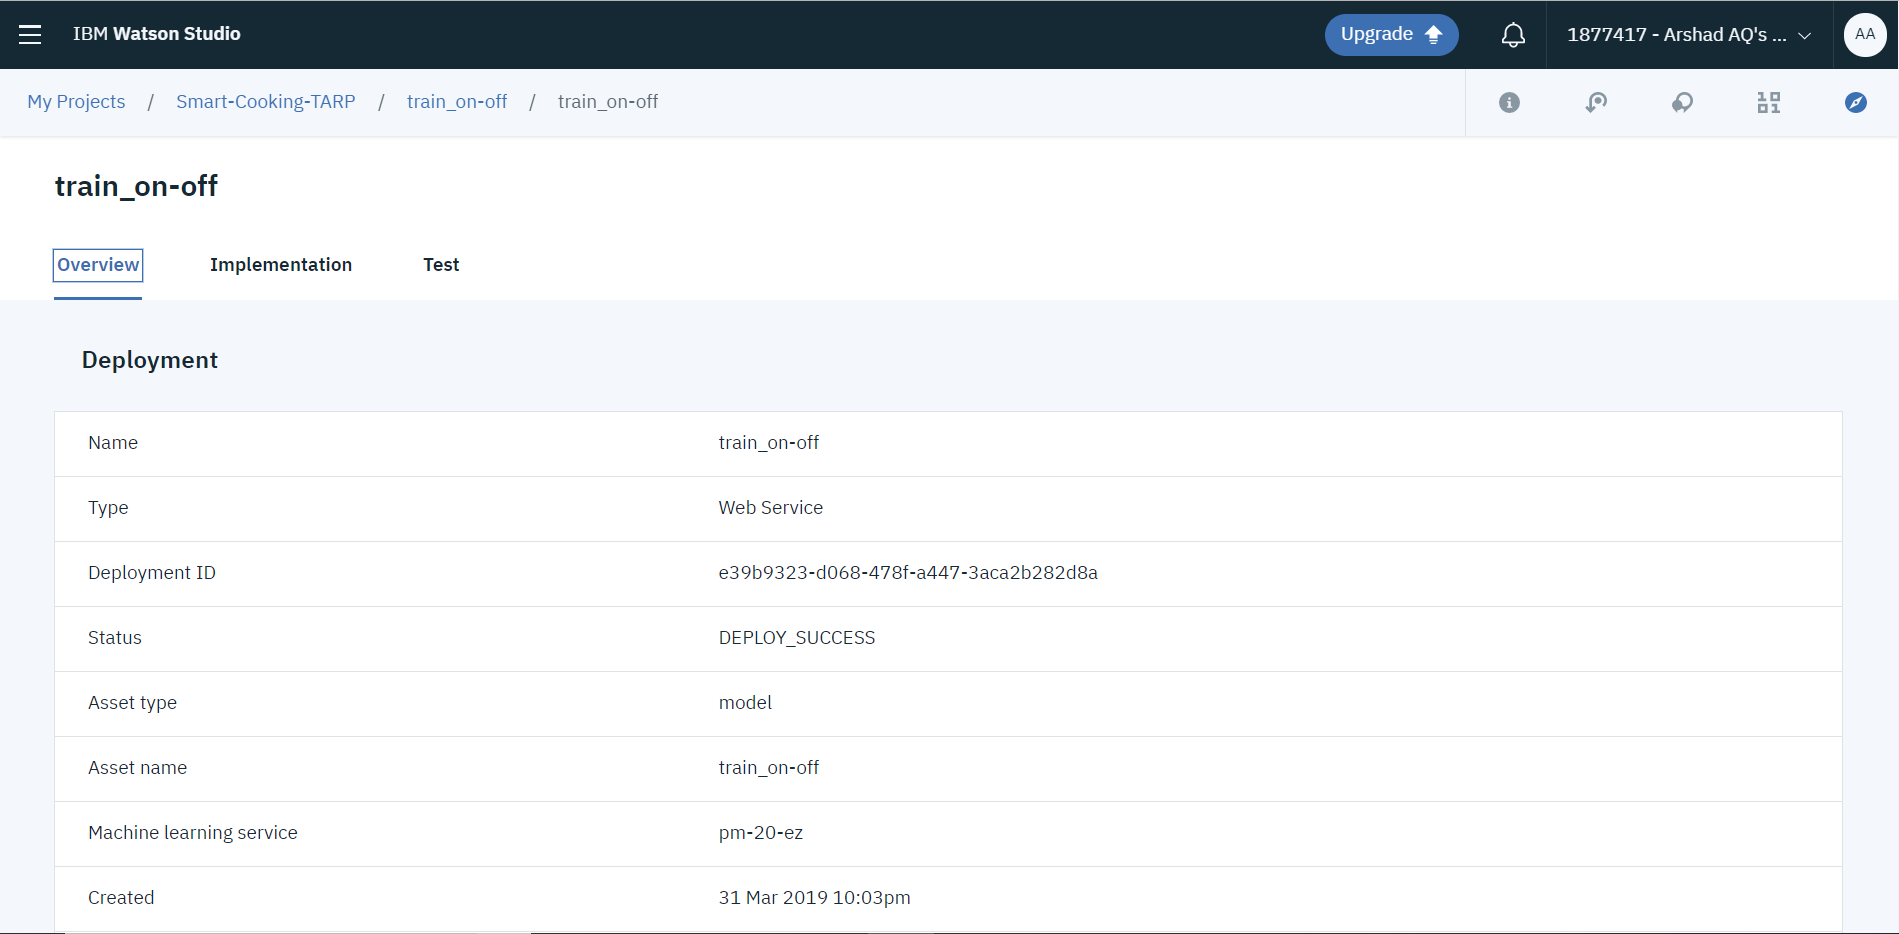 IBM Watson Studio Upgrade 1877417 - Arshad AQ's ... AA
My Projects / Smart-Cooking-TARP / train_on-off / train_on-off
train_on-off
Overview Implementation Test
Deployment
Name train_on-off
Type Web Service
Deployment ID e39b9323-d068-478f-a447-3aca2b282d8a
Status DEPLOY_SUCCESS
Asset type model
Asset name train_on-off
Machine learning service pm-20-ez
Created 31 Mar 2019 10:03pm